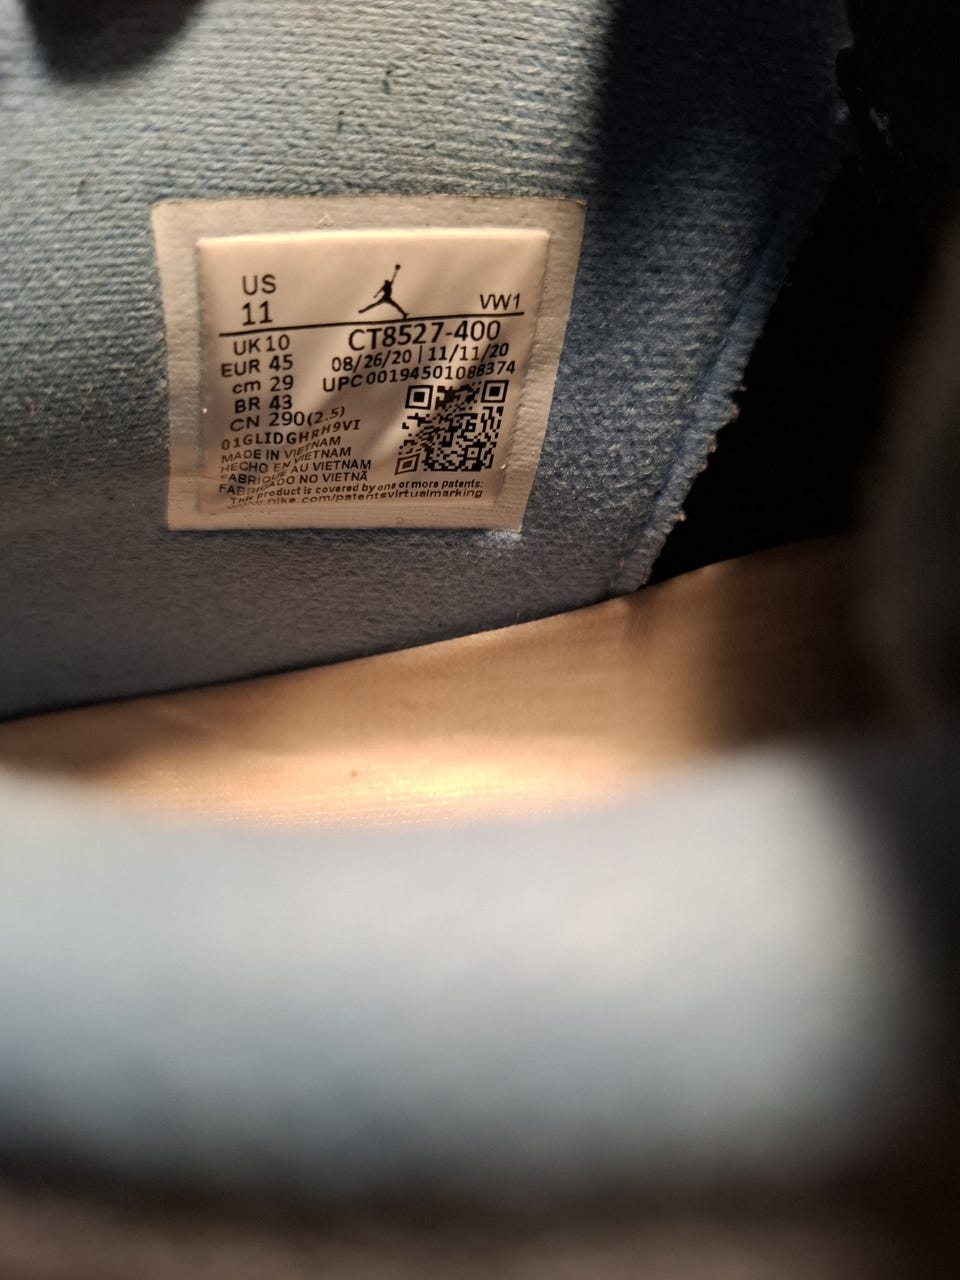 US
11
VW1
UK 10
CT8527-400
EUR 45
08/26/20 | 11/11/20
cm 29
UPC 00194501088374
BR 43
CN 290(2.5)
01GLIDGHRH9VI
MADE IN VIETNAM
HECHO EN VIETNAM
FABRIQUE AU VIETNAM
FABRICADO NO VIETNÃ
This product is covered by one or more patents:
www.nike.com/patentsvirtualmarking